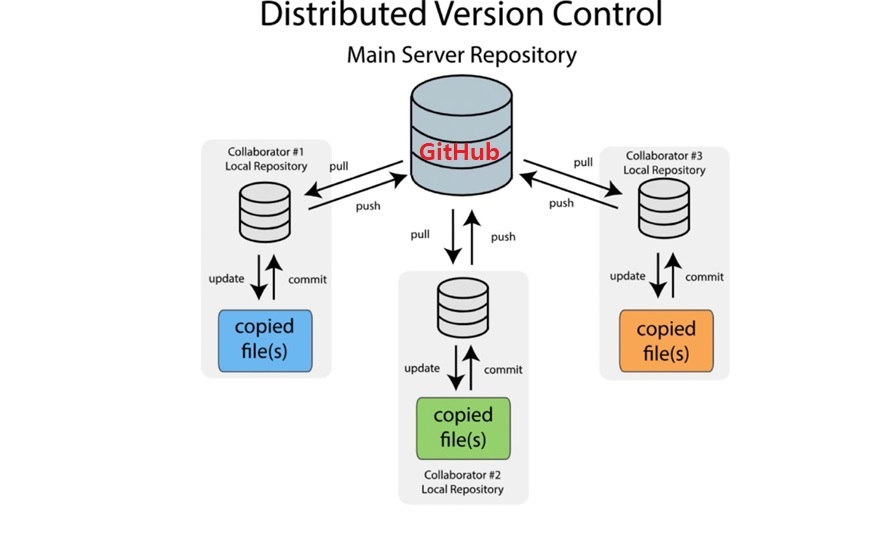 Distributed Version Control
Main Server Repository
GitHub
Collaborator #1
Local Repository
pull
push
update
commit
copied
file(s)
pull
push
update
commit
copied
file(s)
Collaborator #2
Local Repository
pull
push
Collaborator #3
Local Repository
update
commit
copied
file(s)